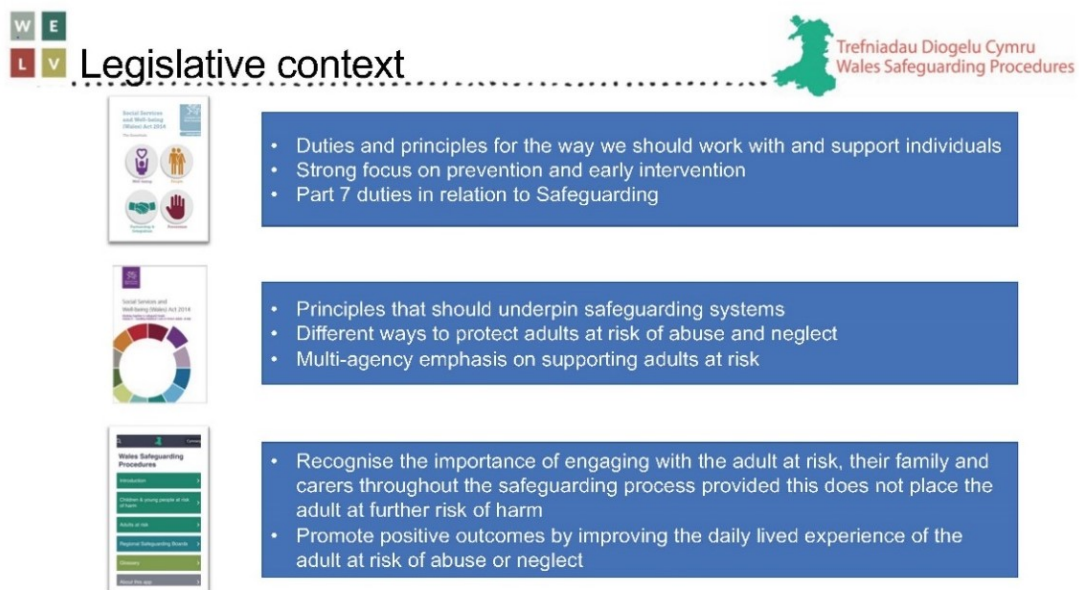 W E
L V
Legislative context
Trefniadau Diogelu Cymru
Wales Safeguarding Procedures
Social Services
and Well-being
(Wales) Act 2014
Well-being
People
Partnership &
Integration
Prevention
• Duties and principles for the way we should work with and support individuals
• Strong focus on prevention and early intervention
• Part 7 duties in relation to Safeguarding
Social Services and
Well-being (Wales) Act 2014
• Principles that should underpin safeguarding systems
• Different ways to protect adults at risk of abuse and neglect
• Multi-agency emphasis on supporting adults at risk
Wales Safeguarding
Procedures
Introduction
Children & young people at risk
of harm
Adults at risk
Regional Safeguarding Boards
Glossary
About this app
• Recognise the importance of engaging with the adult at risk, their family and
carers throughout the safeguarding process provided this does not place the
adult at further risk of harm
• Promote positive outcomes by improving the daily lived experience of the
adult at risk of abuse or neglect